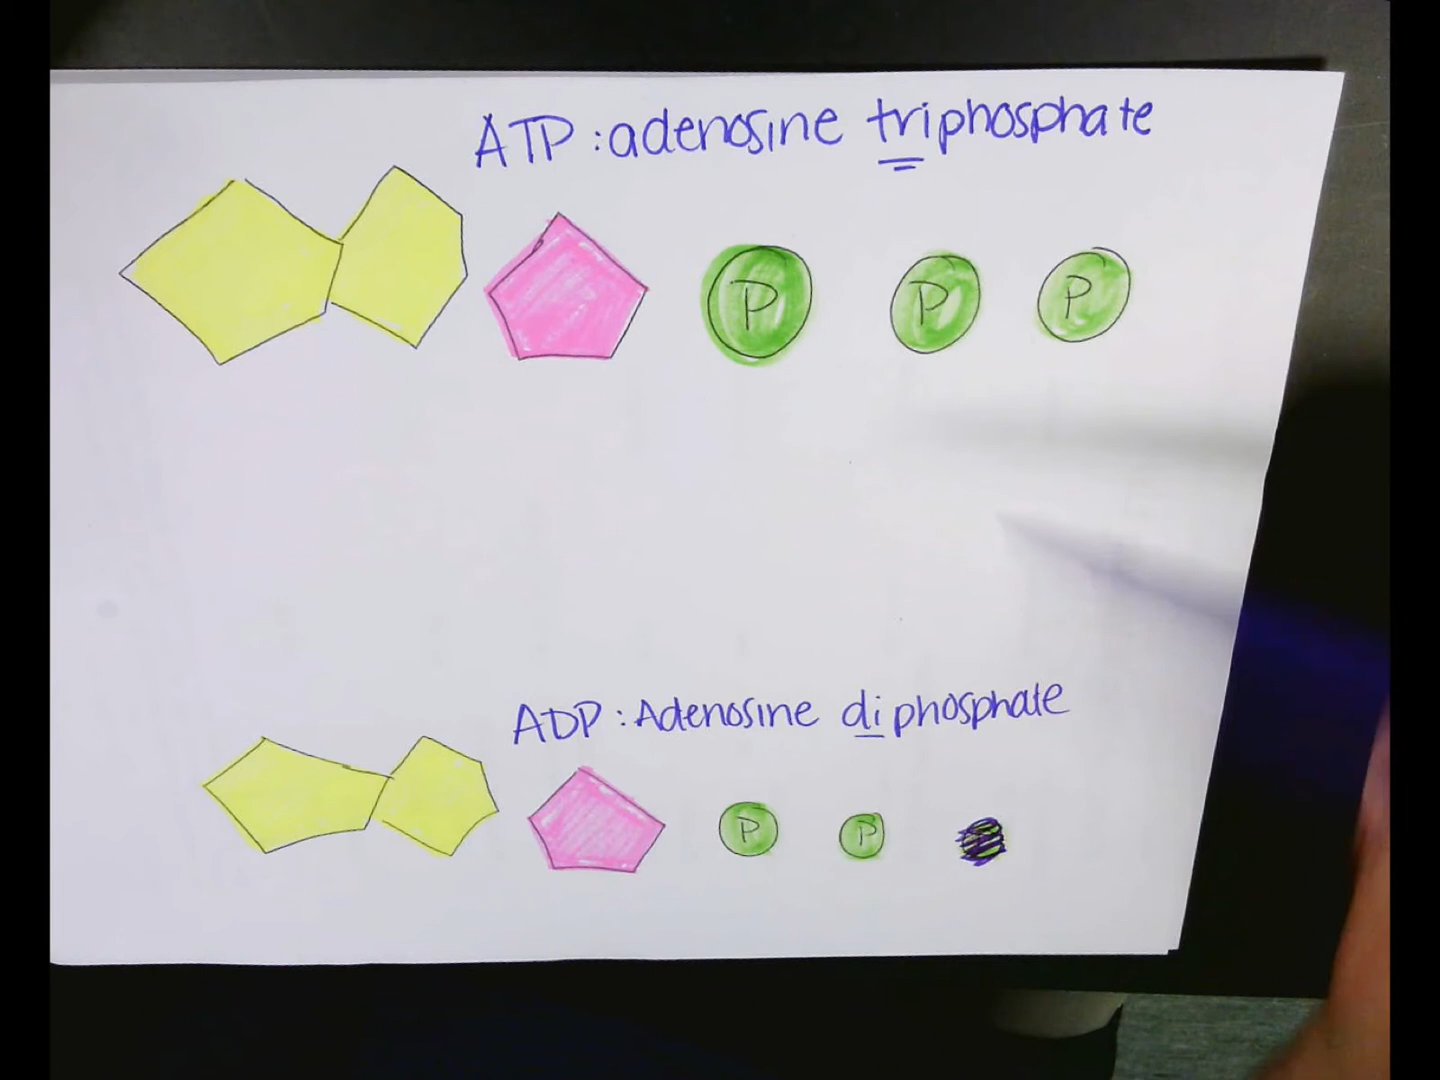 ATP : adenosine triphosphate
P P P
ADP : Adenosine diphosphate
P P